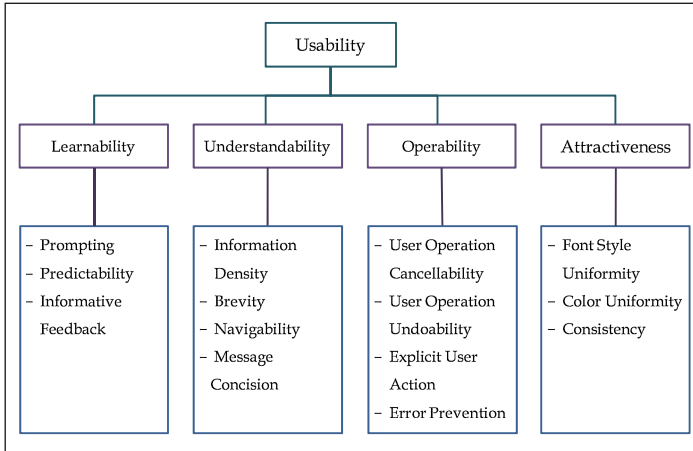 Usability
Learnability
Understandability
Operability
Attractiveness
– Prompting
– Predictability
– Informative
Feedback
– Information
Density
– Brevity
– Navigability
– Message
Concision
– User Operation
Cancellability
– User Operation
Undoability
– Explicit User
Action
– Error Prevention
– Font Style
Uniformity
– Color Uniformity
– Consistency